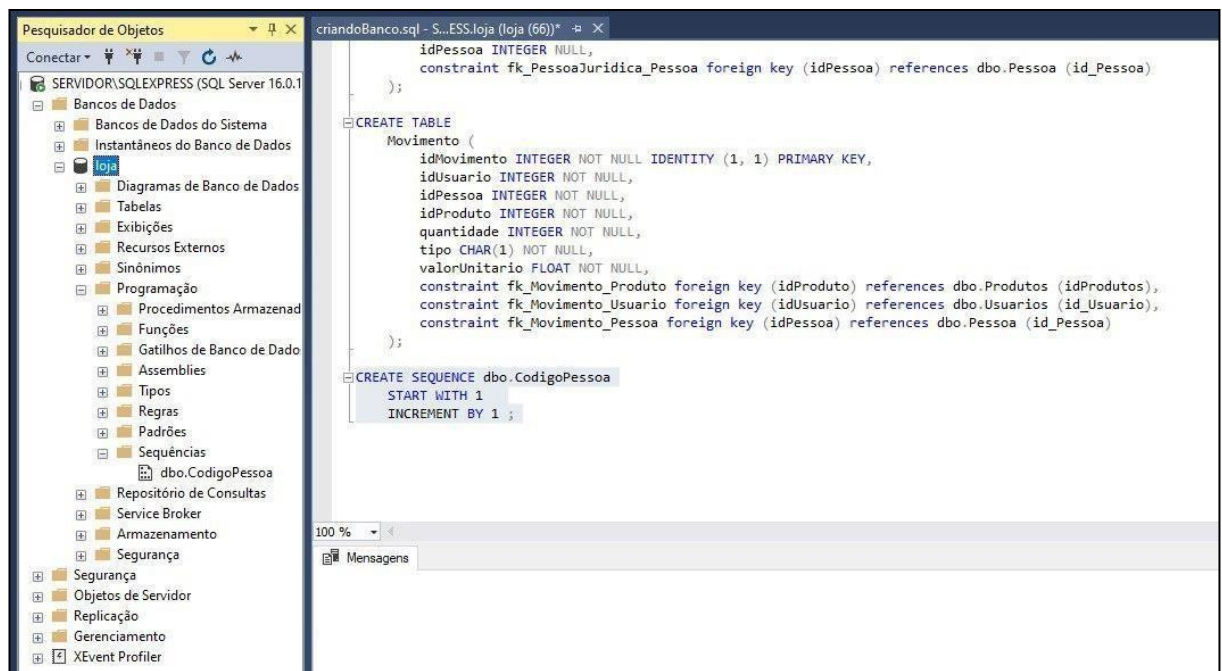 Pesquisador de Objetos
Conectar
SERVIDOR\SQLEXPRESS (SQL Server 16.0.1
Bancos de Dados
Bancos de Dados do Sistema
Instantâneos do Banco de Dados
loja
Diagramas de Banco de Dados
Tabelas
Exibições
Recursos Externos
Sinônimos
Programação
Procedimentos Armazenad
Funções
Gatilhos de Banco de Dado
Assemblies
Tipos
Regras
Padrões
Sequências
dbo.CodigoPessoa
Repositório de Consultas
Service Broker
Armazenamento
Segurança
Segurança
Objetos de Servidor
Replicação
Gerenciamento
XEvent Profiler
criandoBanco.sql - S...ESS.loja (loja (66))*
idPessoa INTEGER NULL,
constraint fk_PessoaJuridica_Pessoa foreign key (idPessoa) references dbo.Pessoa (id_Pessoa)
);
CREATE TABLE
Movimento (
idMovimento INTEGER NOT NULL IDENTITY (1, 1) PRIMARY KEY,
idUsuario INTEGER NOT NULL,
idPessoa INTEGER NOT NULL,
idProduto INTEGER NOT NULL,
quantidade INTEGER NOT NULL,
tipo CHAR(1) NOT NULL,
valorUnitario FLOAT NOT NULL,
constraint fk_Movimento_Produto foreign key (idProduto) references dbo.Produtos (idProdutos),
constraint fk_Movimento_Usuario foreign key (idUsuario) references dbo.Usuarios (id_Usuario),
constraint fk_Movimento_Pessoa foreign key (idPessoa) references dbo.Pessoa (id_Pessoa)
);
CREATE SEQUENCE dbo.CodigoPessoa
START WITH 1
INCREMENT BY 1 ;
100 %
Mensagens